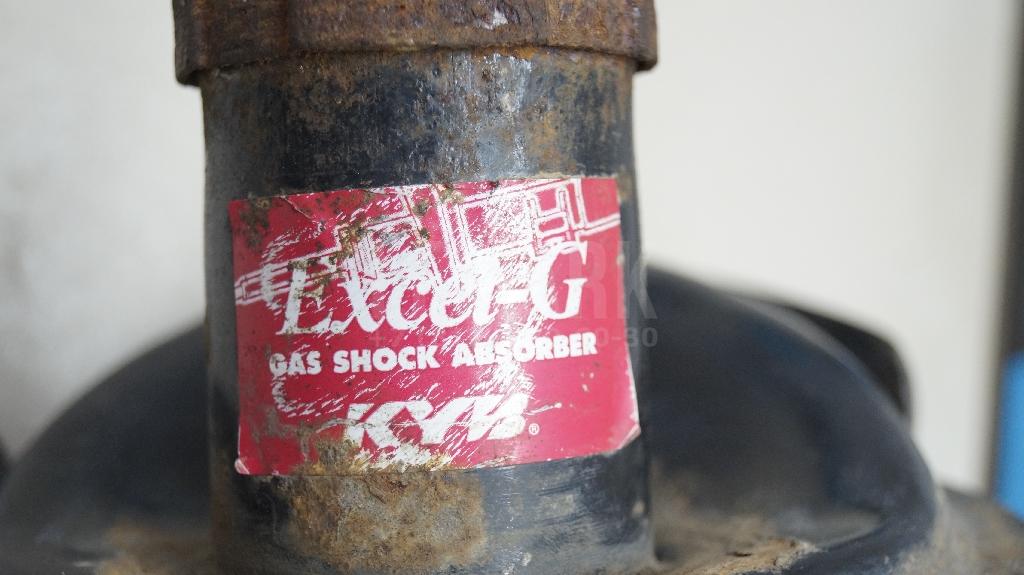 Excel-G
GAS SHOCK ABSORBER
KYB®